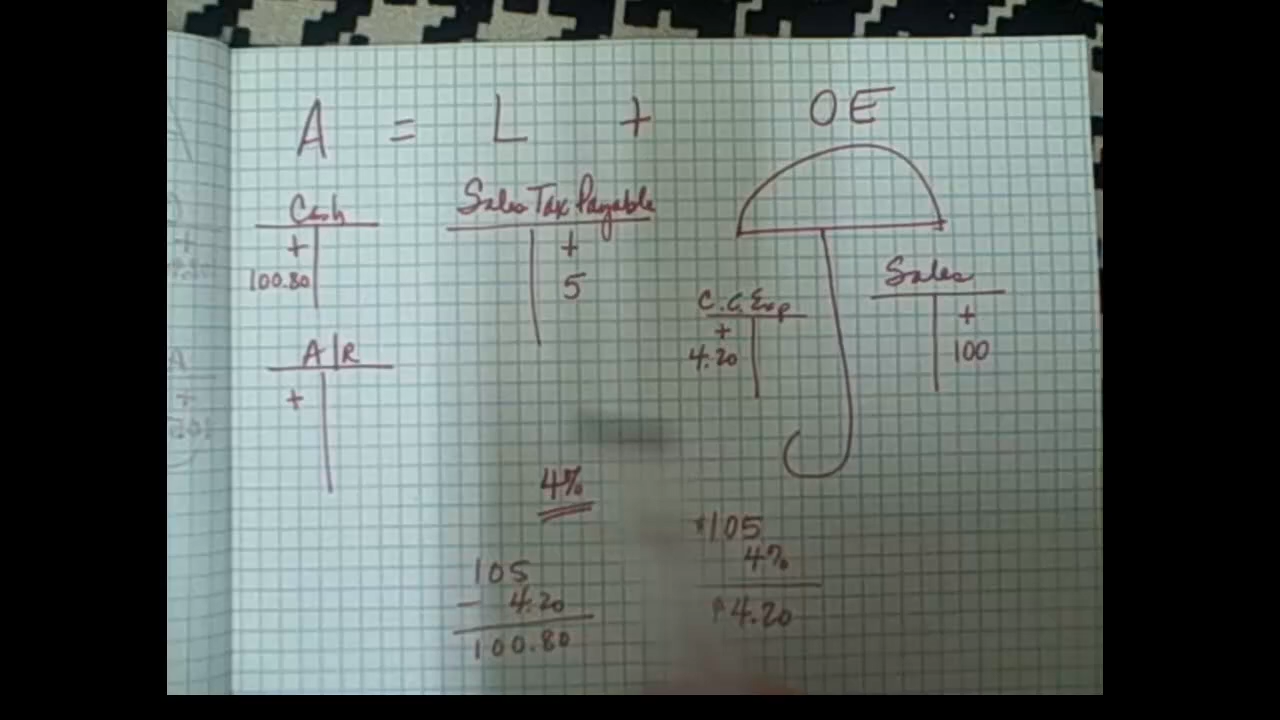 A = L + OE
Cash
+
100.80
A/R
+
Sales Tax Payable
+
5
C.C. Exp
+
4.20
Sales
+
100
4%
105
- 4.20
100.80
$105
4%
$4.20